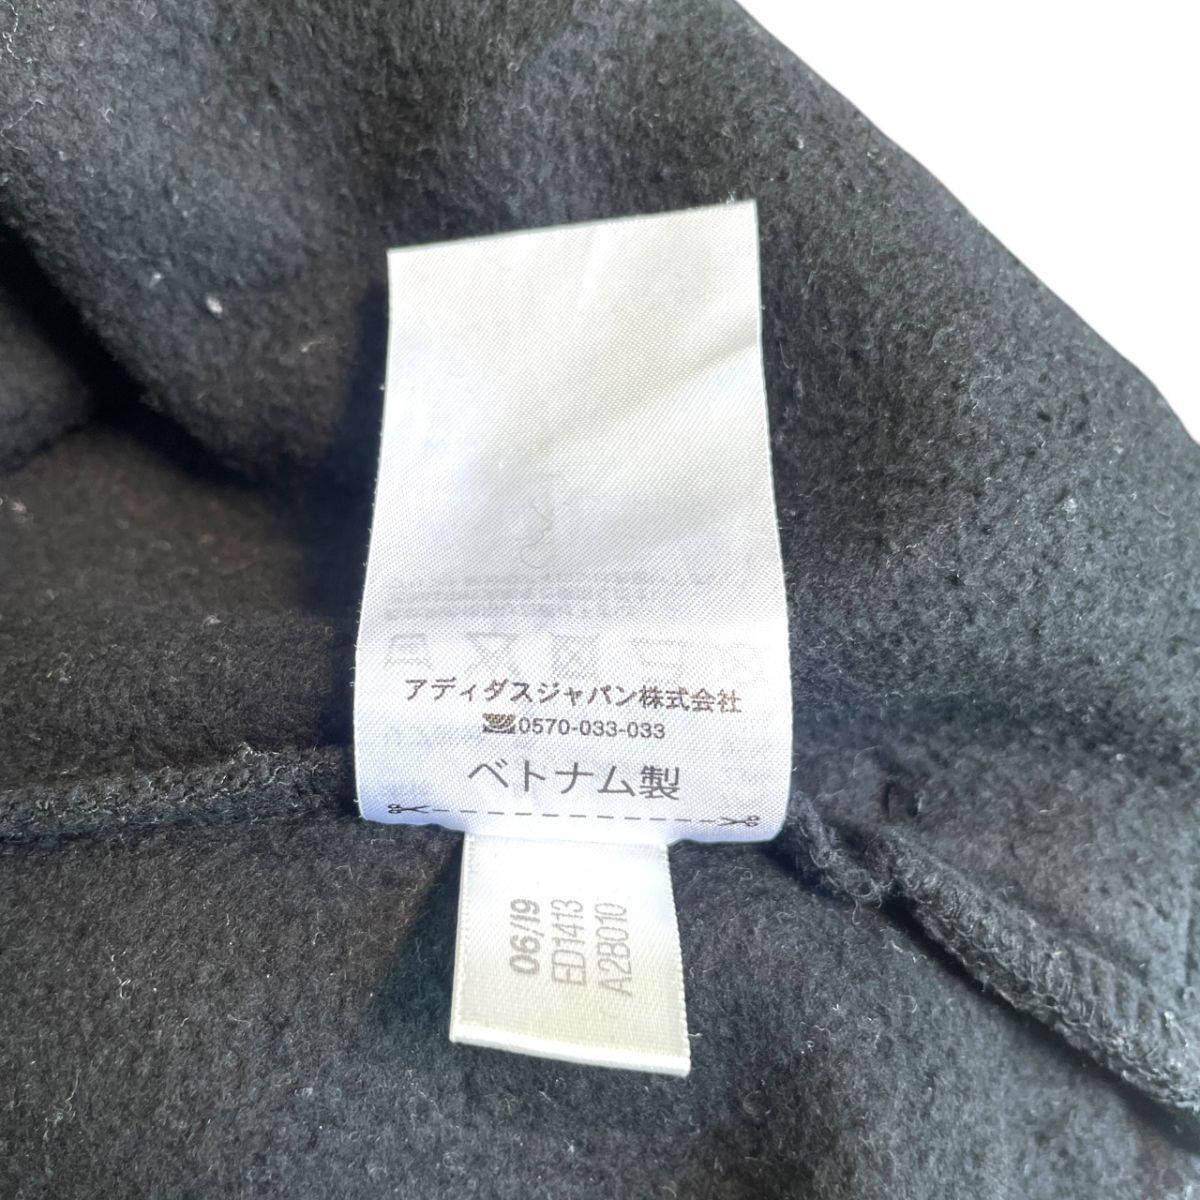 アディダスジャパン株式会社
☎0570-033-033
ベトナム製
06/19
ED1413
A2B010